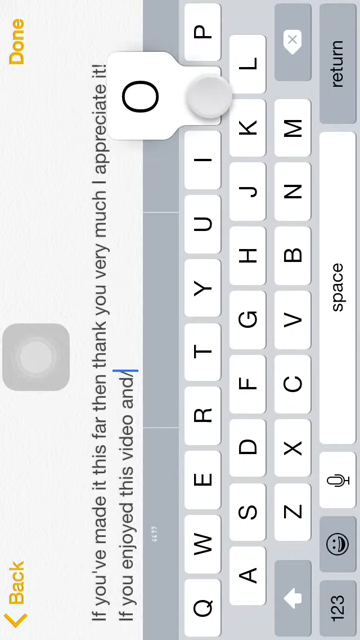 Back
Done
If you've made it this far then thank you very much I appreciate it!
If you enjoyed this video and/
""
O
Q W E R T Y U I P
A S D F G H J K L
Z X C V B N M
123 space return